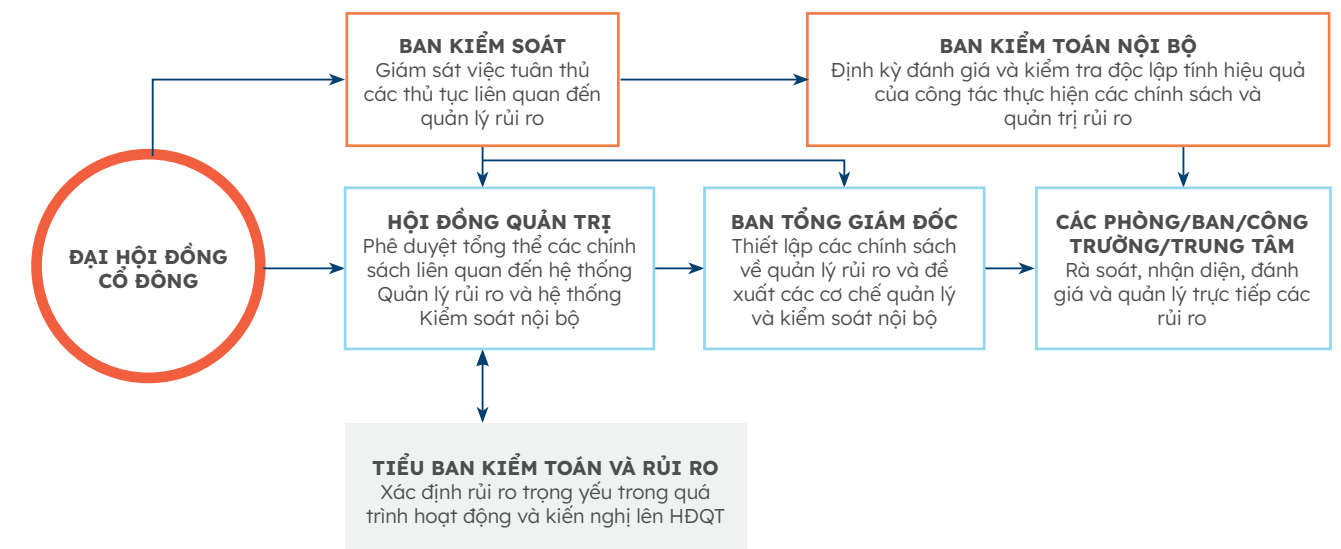 BAN KIỂM SOÁT
Giám sát việc tuân thủ
các thủ tục liên quan đến
quản lý rủi ro
BAN KIỂM TOÁN NỘI BỘ
Định kỳ đánh giá và kiểm tra độc lập tính hiệu quả
của công tác thực hiện các chính sách và
quản trị rủi ro
ĐẠI HỘI ĐỒNG
CỔ ĐÔNG
HỘI ĐỒNG QUẢN TRỊ
Phê duyệt tổng thể các chính
sách liên quan đến hệ thống
Quản lý rủi ro và hệ thống
Kiểm soát nội bộ
BAN TỔNG GIÁM ĐỐC
Thiết lập các chính sách
về quản lý rủi ro và đề
xuất các cơ chế quản lý
và kiểm soát nội bộ
CÁC PHÒNG/BAN/CÔNG
TRƯỜNG/TRUNG TÂM
Rà soát, nhận diện, đánh
giá và quản lý trực tiếp các
rủi ro
TIỂU BAN KIỂM TOÁN VÀ RỦI RO
Xác định rủi ro trọng yếu trong quá
trình hoạt động và kiến nghị lên HĐQT